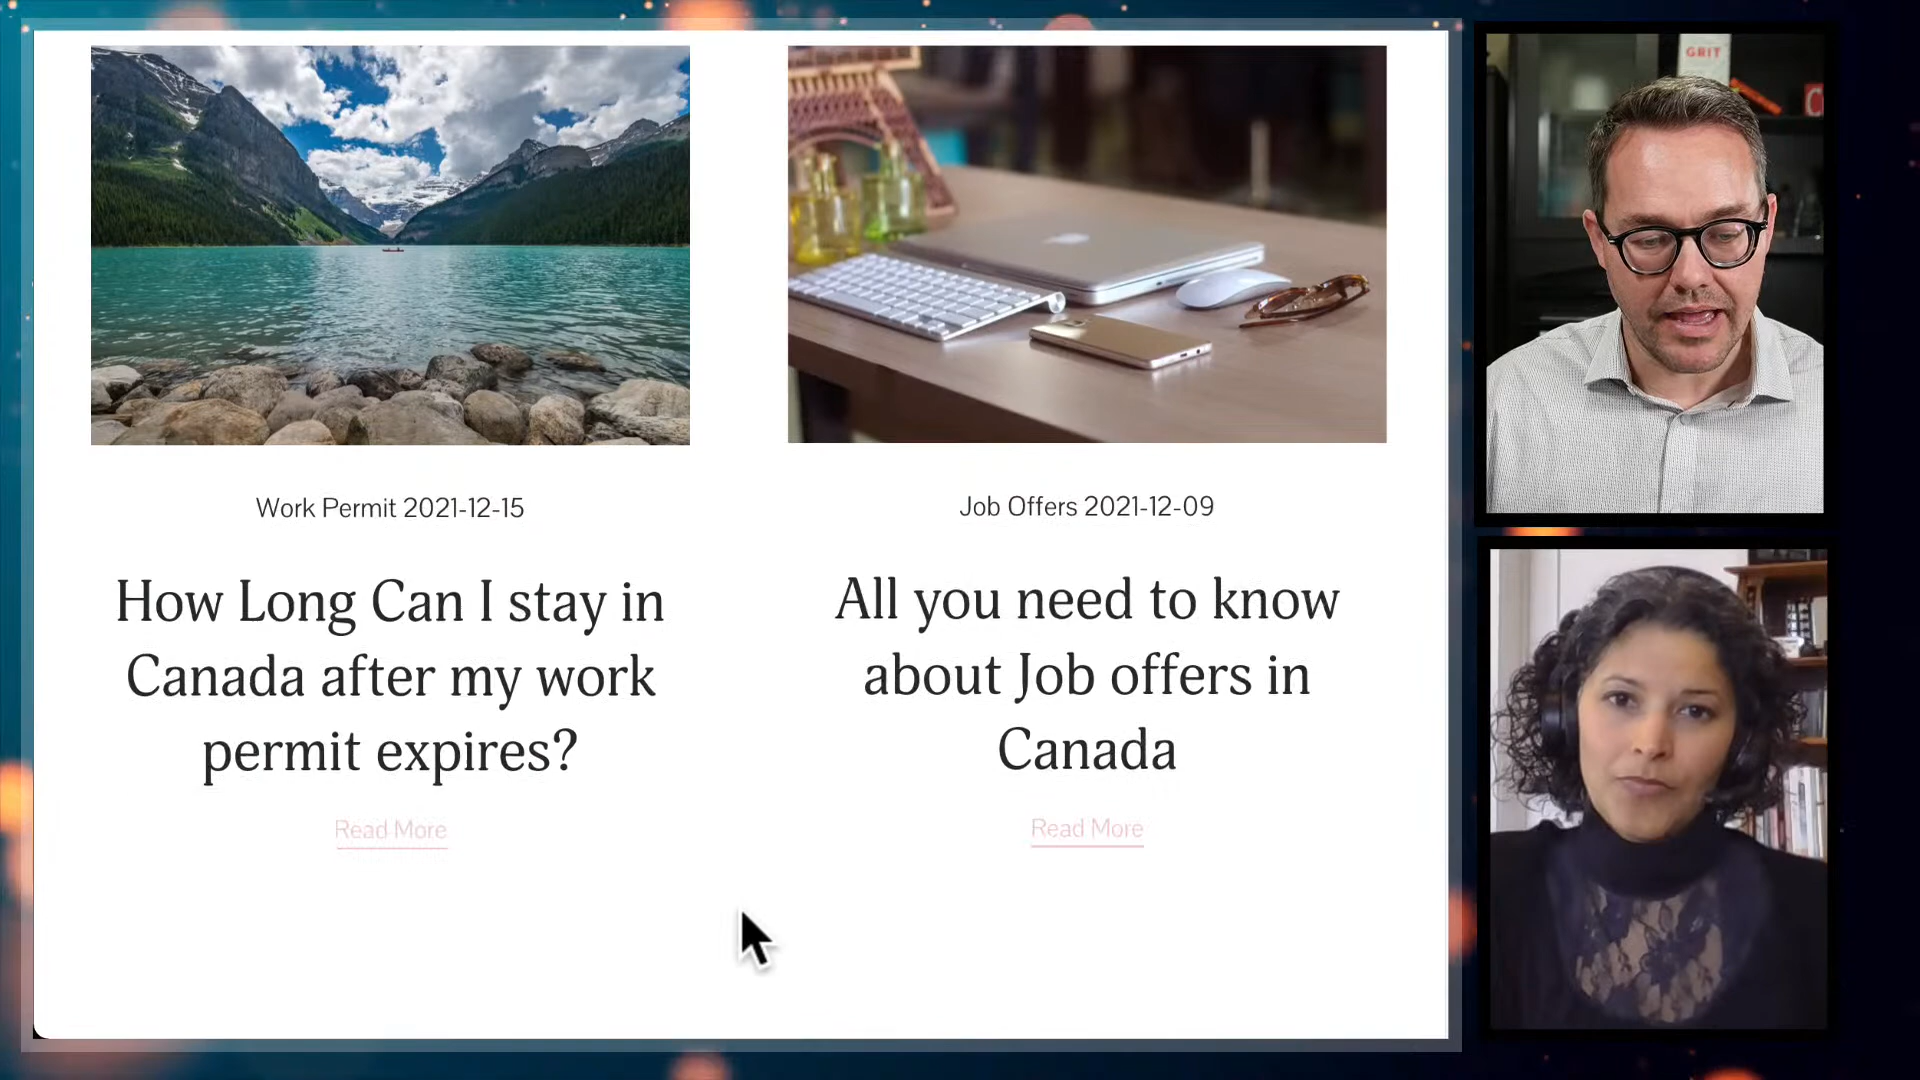 GRIT
Work Permit 2021-12-15
How Long Can I stay in
Canada after my work
permit expires?
Read More
Job Offers 2021-12-09
All you need to know
about Job offers in
Canada
Read More